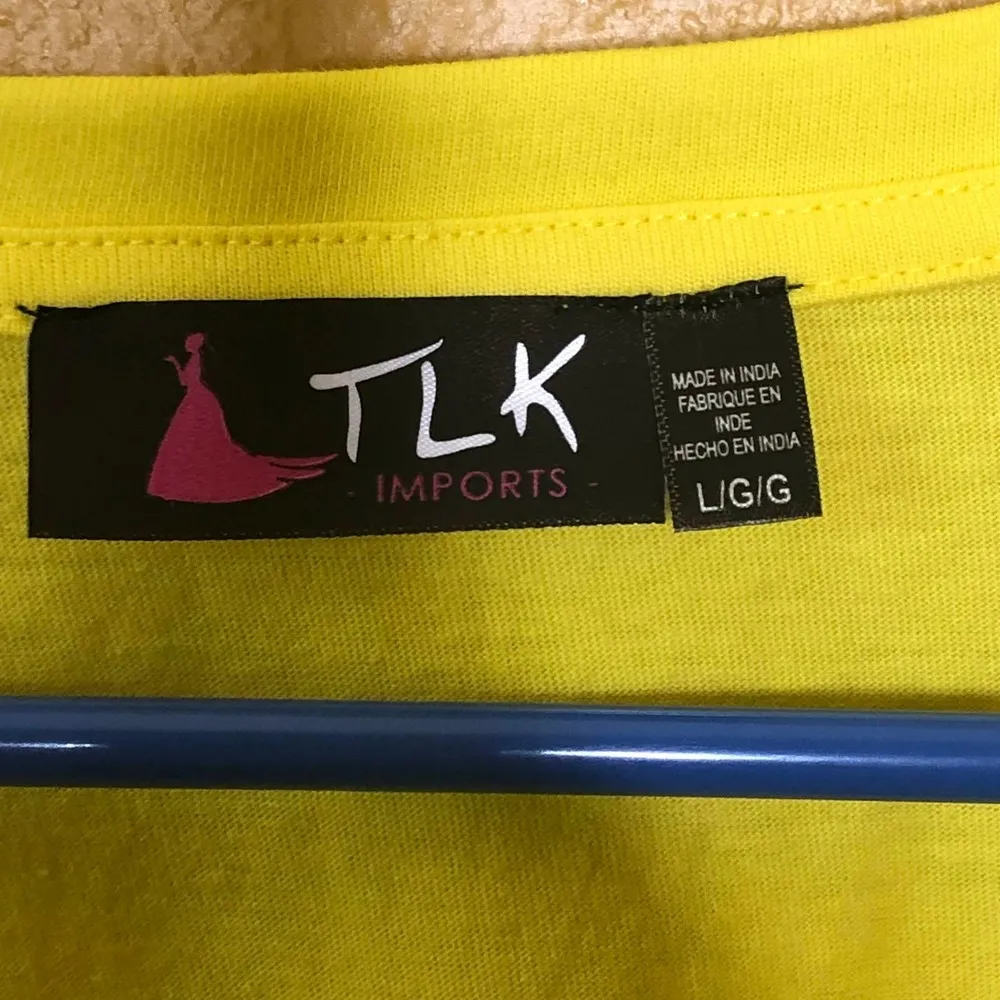 TLK
IMPORTS
MADE IN INDIA
FABRIQUE EN
INDE
HECHO EN INDIA
L/G/G